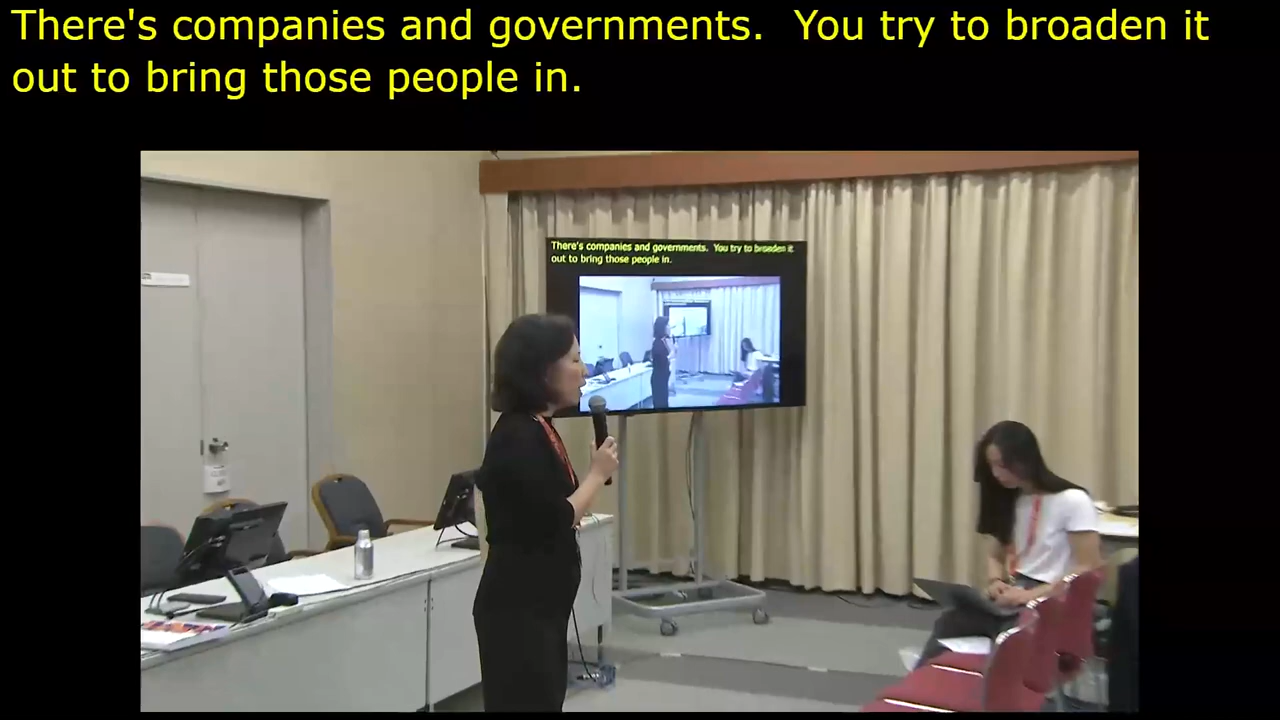 There's companies and governments.  You try to broaden it
out to bring those people in.
There's companies and governments.  You try to broaden it
out to bring those people in.